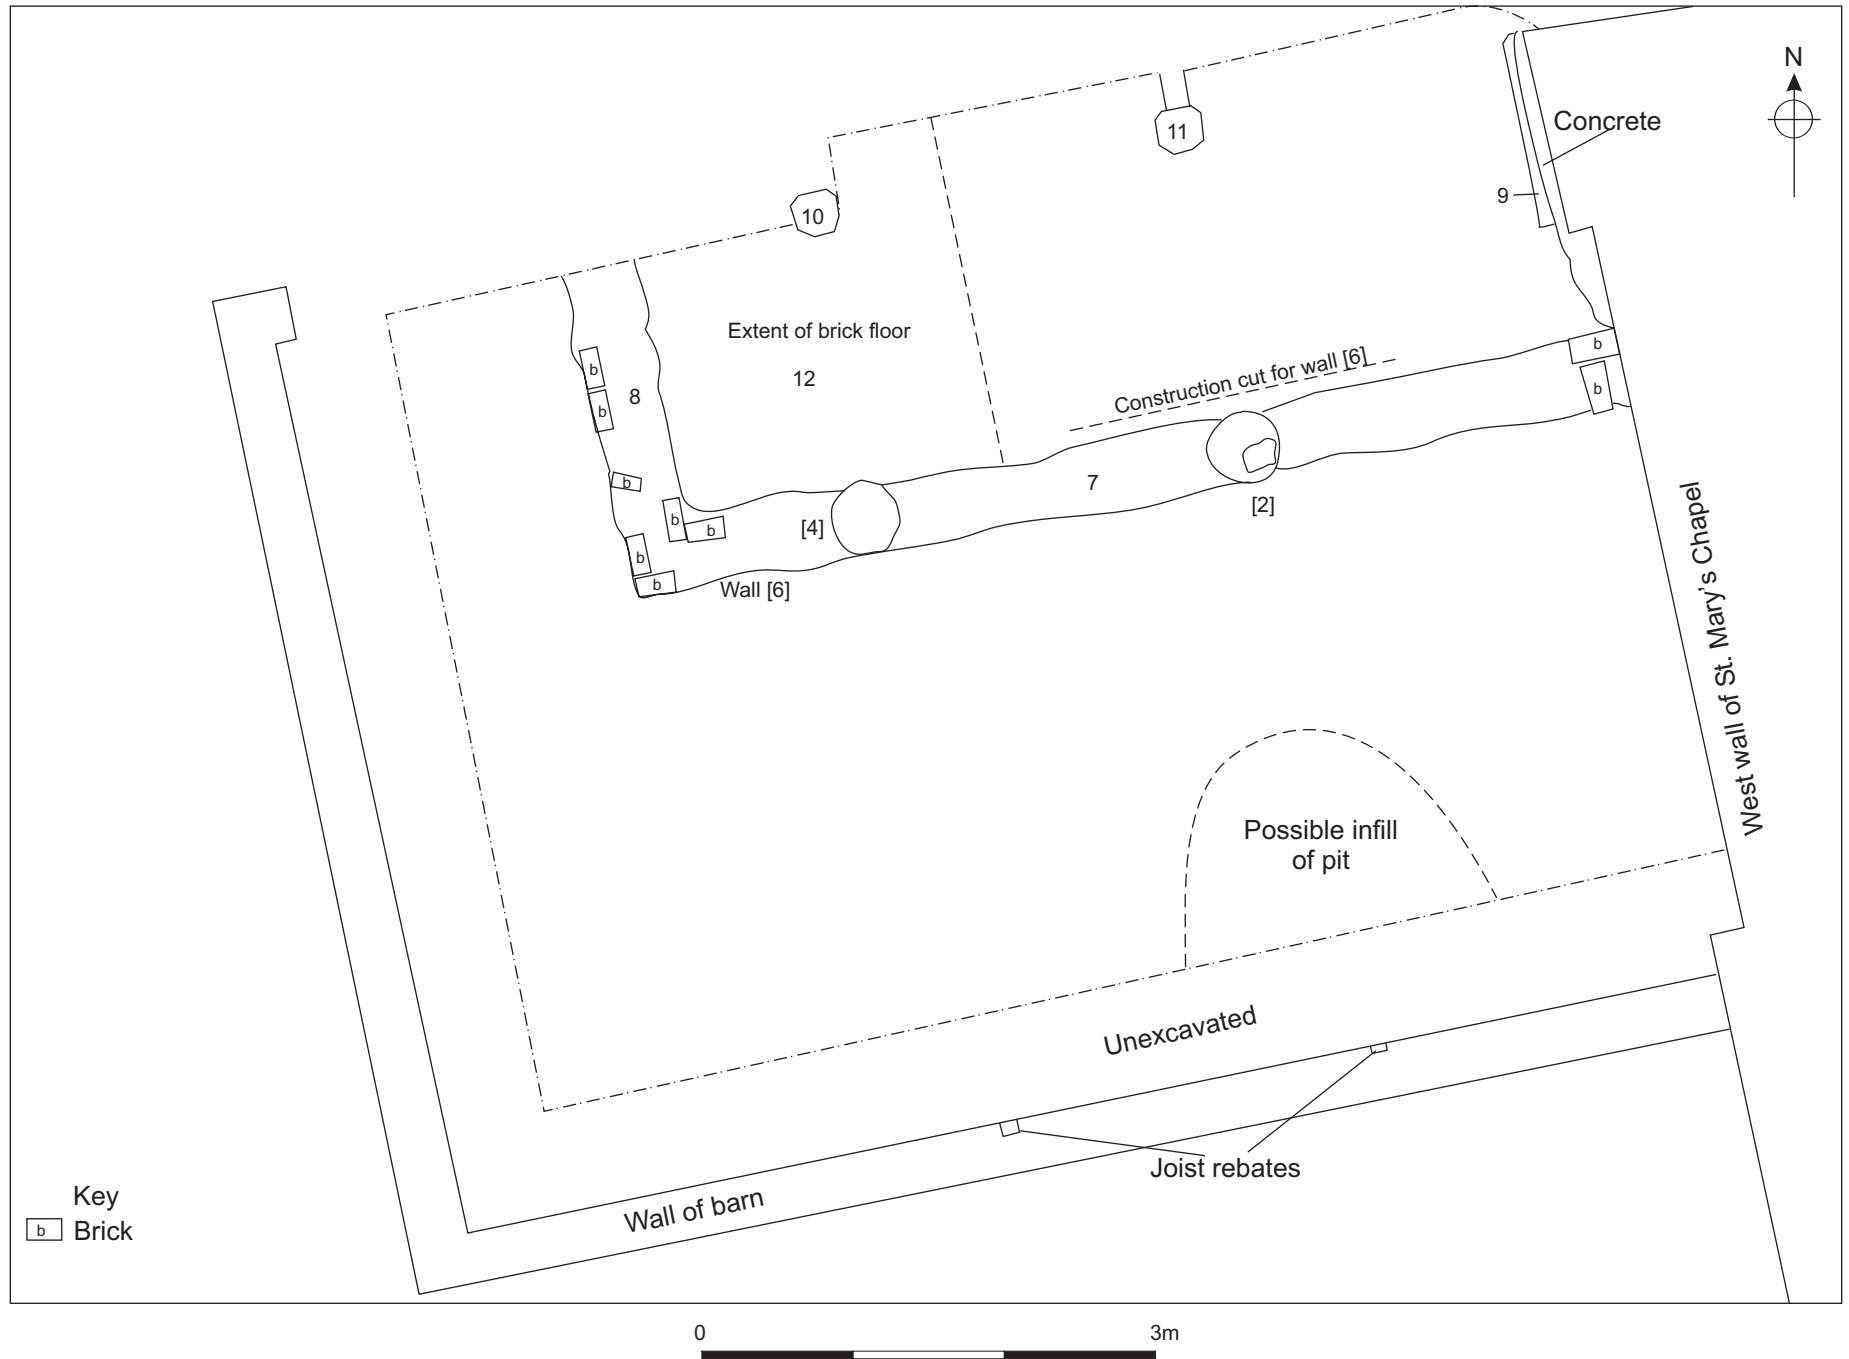 N
Concrete
11
9
10
Extent of brick floor
12
Construction cut for wall [6]
b
b
b
b
8
b
7
[2]
[4]
b
b
b
b
Wall [6]
West wall of St. Mary's Chapel
Possible infill
of pit
Unexcavated
Joist rebates
Wall of barn
Key
b Brick
0 3m